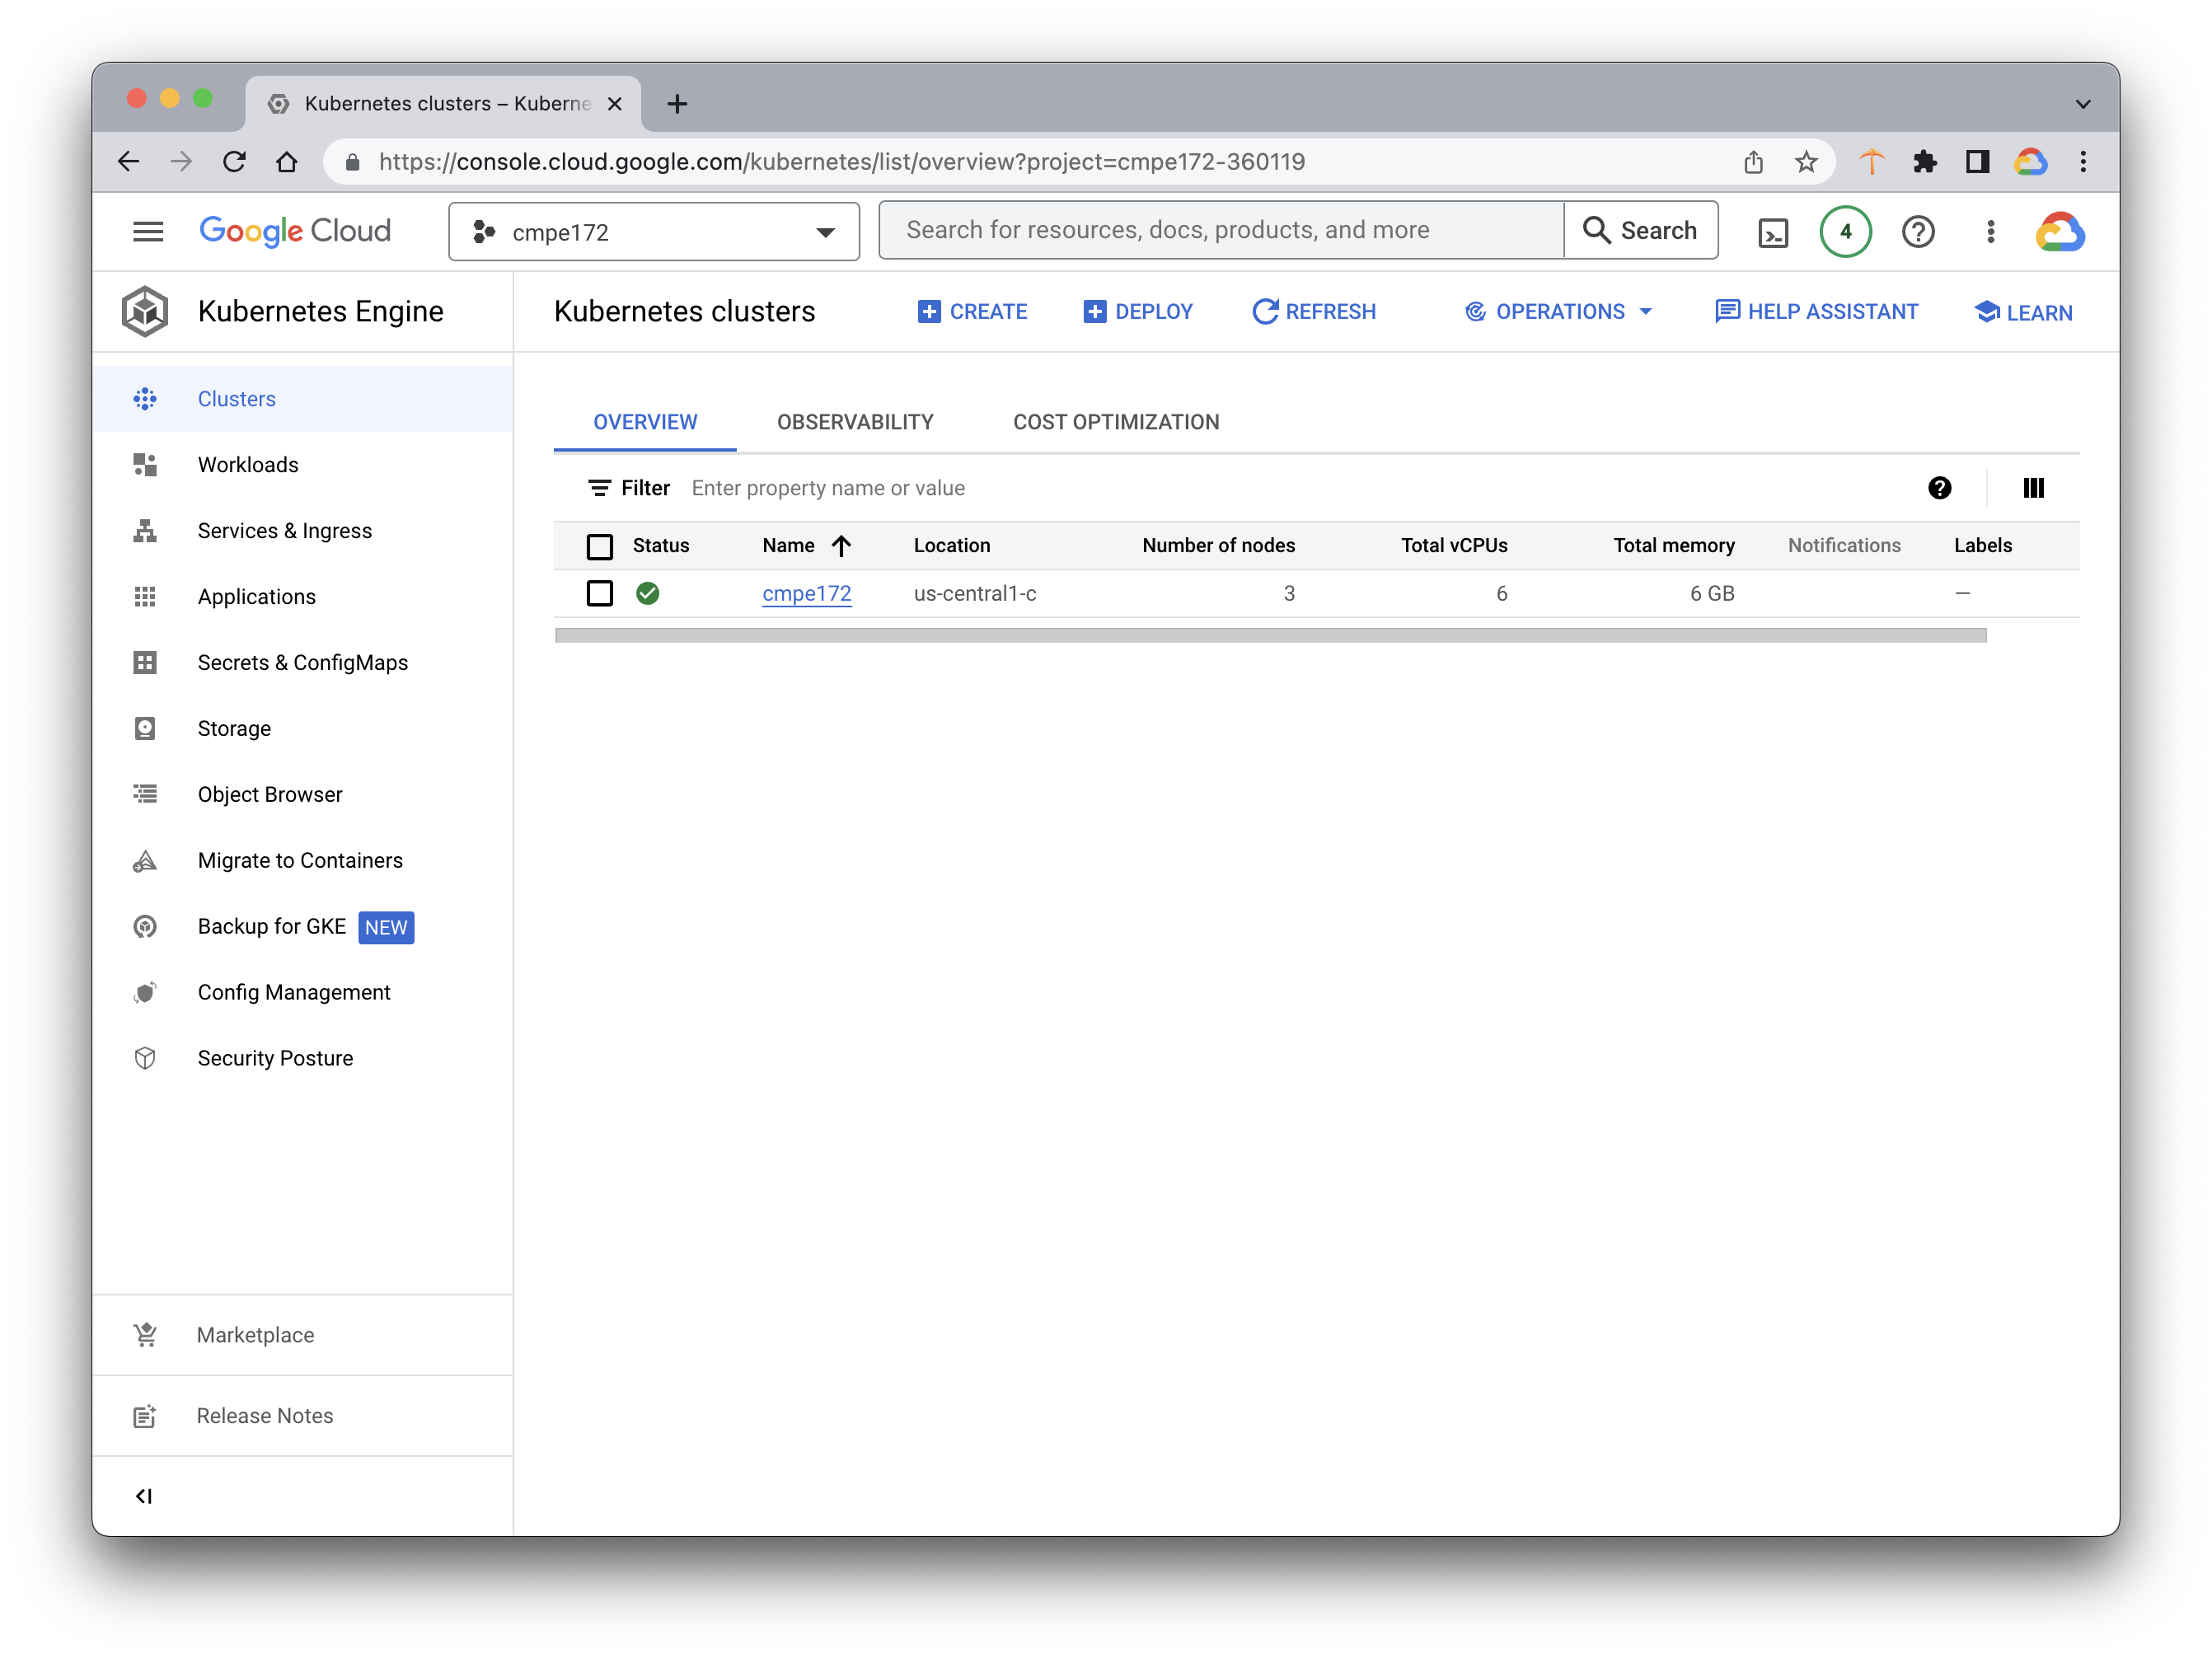 Kubernetes clusters – Kuberne
https://console.cloud.google.com/kubernetes/list/overview?project=cmpe172-360119
Google Cloud
cmpe172
Search for resources, docs, products, and more
Search
4
Kubernetes Engine
Kubernetes clusters
CREATE
DEPLOY
REFRESH
OPERATIONS
HELP ASSISTANT
LEARN
Clusters
Workloads
Services & Ingress
Applications
Secrets & ConfigMaps
Storage
Object Browser
Migrate to Containers
Backup for GKE NEW
Config Management
Security Posture
Marketplace
Release Notes
OVERVIEW
OBSERVABILITY
COST OPTIMIZATION
Filter Enter property name or value
Status Name Location Number of nodes Total vCPUs Total memory Notifications Labels
cmpe172 us-central1-c 3 6 6 GB —